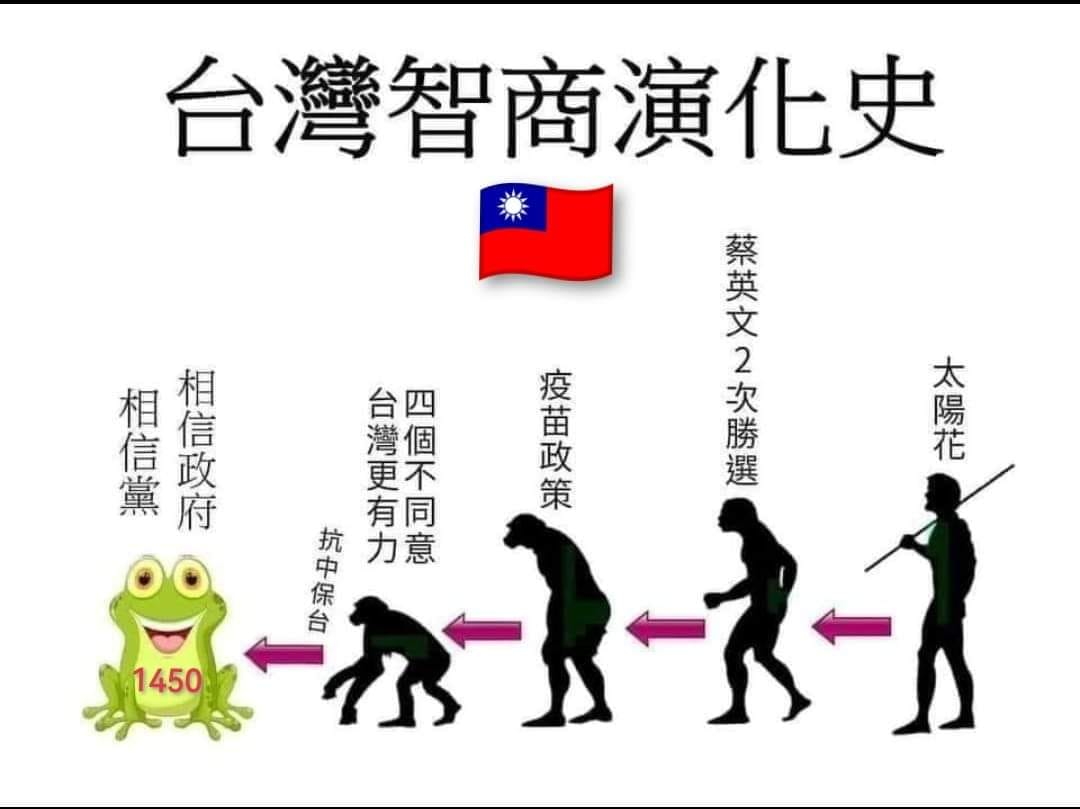 台灣智商演化史
太陽花
蔡英文2次勝選
疫苗政策
四個不同意
台灣更有力
抗中保台
相信政府
相信黨
1450